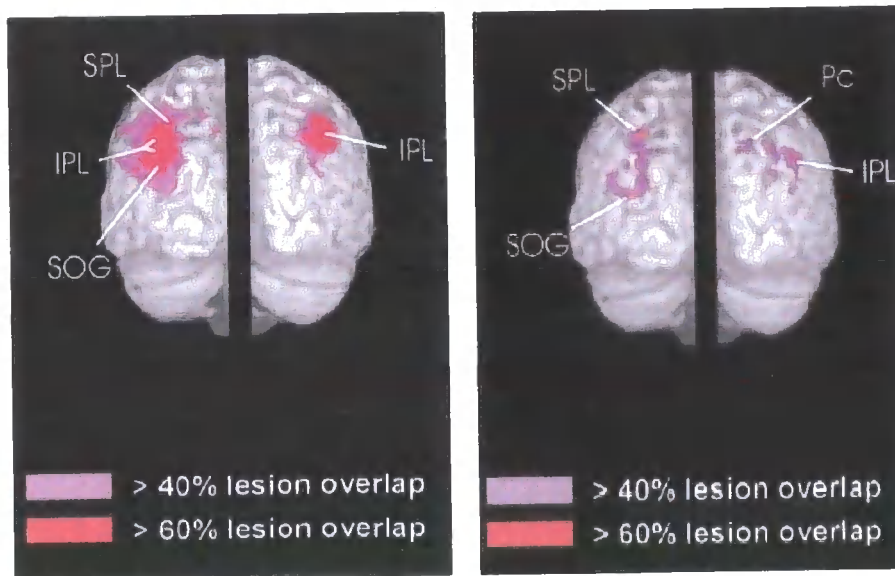 SPL
IPL
SOG
IPL
> 40% lesion overlap
> 60% lesion overlap
SPL
Pc
IPL
SOG
> 40% lesion overlap
> 60% lesion overlap